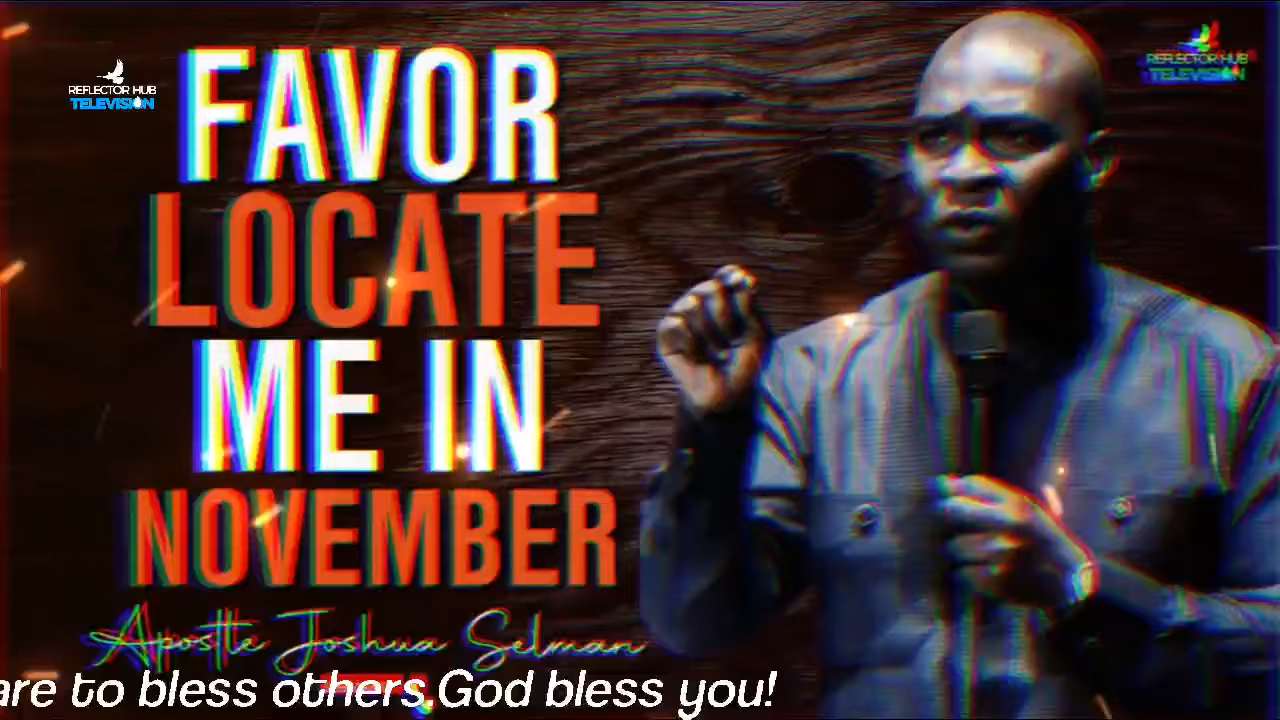 REFLECTOR HUB
TELEVISION
FAVOR
LOCATE
ME IN
NOVEMBER
Apostle Joshua Selman
are to bless others.God bless you!
REFLECTOR HUB
TELEVISION